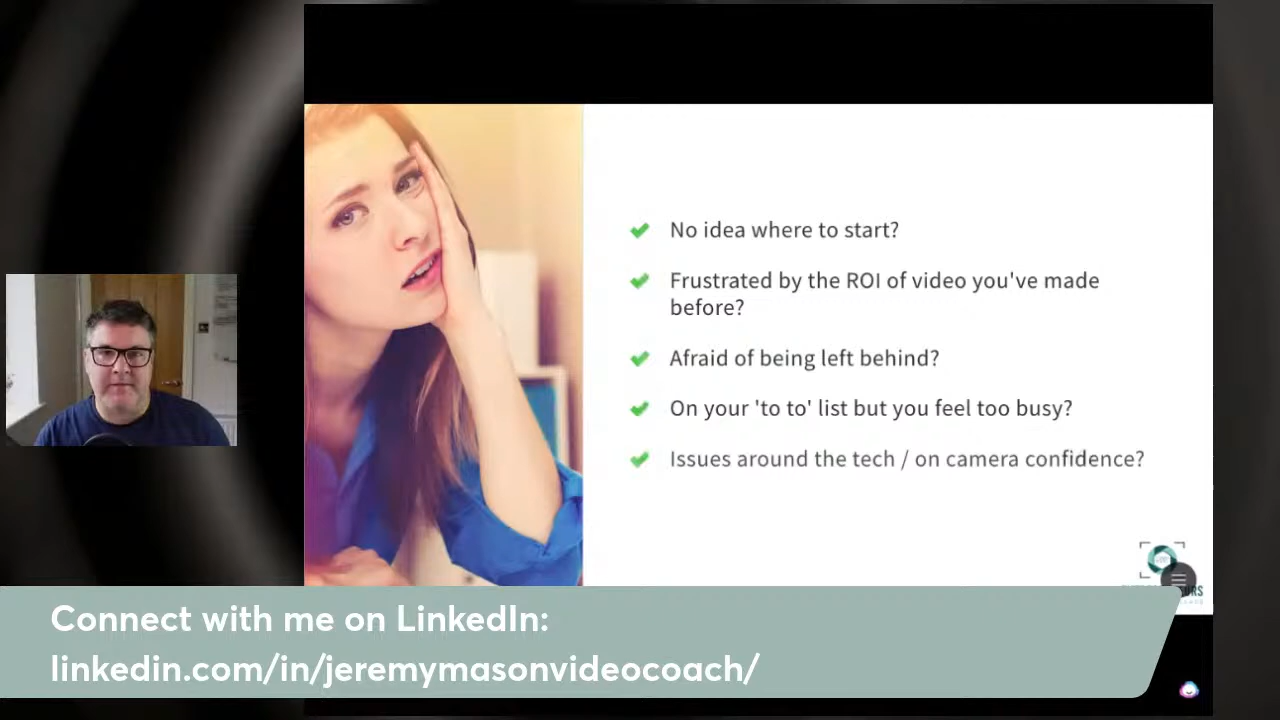 No idea where to start?
Frustrated by the ROI of video you've made
before?
Afraid of being left behind?
On your 'to to' list but you feel too busy?
Issues around the tech / on camera confidence?
Connect with me on LinkedIn:
linkedin.com/in/jeremymasonvideocoach/